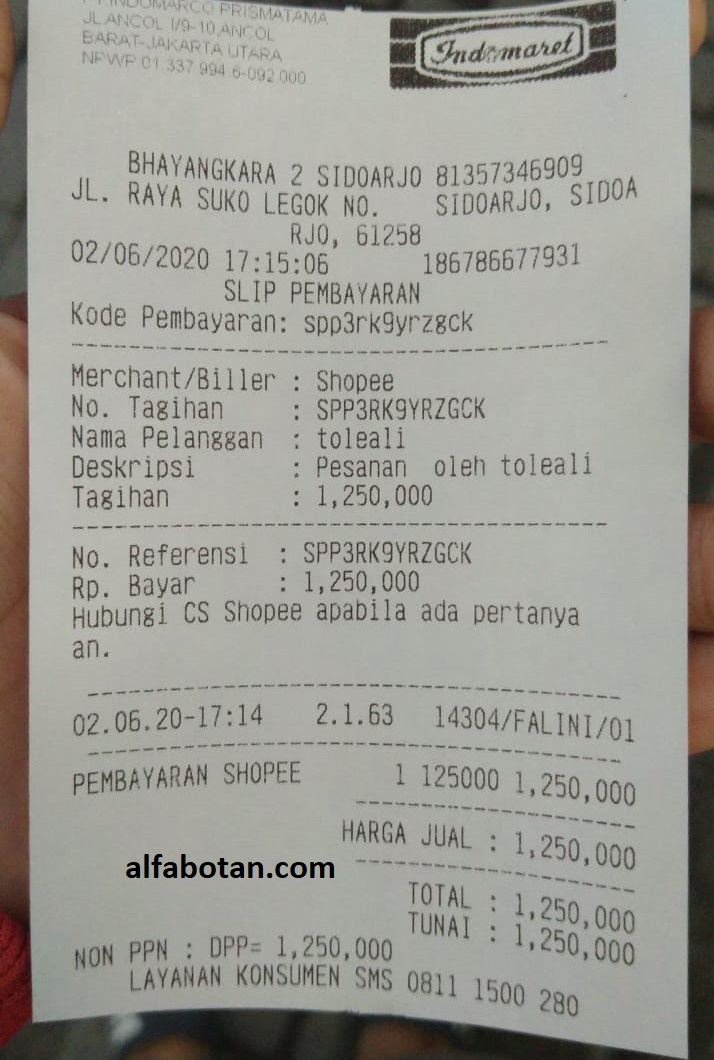 PT INDOMARCO PRISMATAMA
JL.ANCOL I/9-10,ANCOL
BARAT-JAKARTA UTARA
NPWP 01.337.994.6-092.000
Indomaret
BHAYANGKARA 2 SIDOARJO 81357346909
JL. RAYA SUKO LEGOK NO. SIDOARJO, SIDOA
RJO, 61258
02/06/2020 17:15:06 186786677931
SLIP PEMBAYARAN
Kode Pembayaran: spp3rk9yrzgck
Merchant/Biller : Shopee
No. Tagihan : SPP3RK9YRZGCK
Nama Pelanggan : toleali
Deskripsi : Pesanan oleh toleali
Tagihan : 1,250,000
No. Referensi : SPP3RK9YRZGCK
Rp. Bayar : 1,250,000
Hubungi CS Shopee apabila ada pertanya
an.
02.06.20-17:14 2.1.63 14304/FALINI/01
PEMBAYARAN SHOPEE 1 125000 1,250,000
HARGA JUAL : 1,250,000
alfabotan.com
TOTAL : 1,250,000
TUNAI : 1,250,000
NON PPN : DPP= 1,250,000
LAYANAN KONSUMEN SMS 0811 1500 280